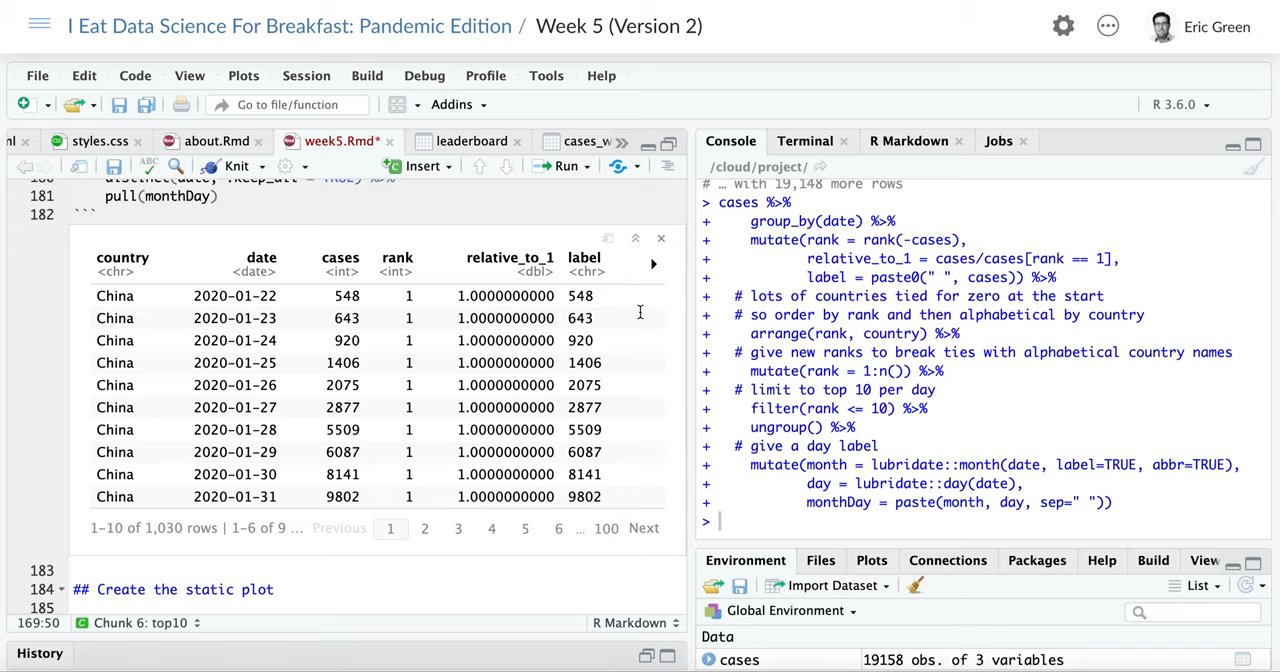 I Eat Data Science For Breakfast: Pandemic Edition / Week 5 (Version 2)
Eric Green
File Edit Code View Plots Session Build Debug Profile Tools Help
Go to file/function Addins R 3.6.0
nl styles.css about.Rmd week5.Rmd* leaderboard cases_w
ABC Knit Insert Run
181 pull(monthDay)
182 ```
country date cases rank relative_to_1 label
<chr> <date> <int> <int> <dbl> <chr>
China 2020-01-22 548 1 1.0000000000 548
China 2020-01-23 643 1 1.0000000000 643
China 2020-01-24 920 1 1.0000000000 920
China 2020-01-25 1406 1 1.0000000000 1406
China 2020-01-26 2075 1 1.0000000000 2075
China 2020-01-27 2877 1 1.0000000000 2877
China 2020-01-28 5509 1 1.0000000000 5509
China 2020-01-29 6087 1 1.0000000000 6087
China 2020-01-30 8141 1 1.0000000000 8141
China 2020-01-31 9802 1 1.0000000000 9802
1-10 of 1,030 rows | 1-6 of 9 ... Previous 1 2 3 4 5 6 ... 100 Next
183
184 ## Create the static plot
185
169:50 Chunk 6: top10 R Markdown
History
Console Terminal R Markdown Jobs
/cloud/project/
# … with 19,148 more rows
> cases %>%
+ group_by(date) %>%
+ mutate(rank = rank(-cases),
+ relative_to_1 = cases/cases[rank == 1],
+ label = paste0(" ", cases)) %>%
+ # lots of countries tied for zero at the start
+ # so order by rank and then alphabetical by country
+ arrange(rank, country) %>%
+ # give new ranks to break ties with alphabetical country names
+ mutate(rank = 1:n()) %>%
+ # limit to top 10 per day
+ filter(rank <= 10) %>%
+ ungroup() %>%
+ # give a day label
+ mutate(month = lubridate::month(date, label=TRUE, abbr=TRUE),
+ day = lubridate::day(date),
+ monthDay = paste(month, day, sep=" "))
>
Environment Files Plots Connections Packages Help Build View
Import Dataset List
Global Environment
Data
cases 19158 obs. of 3 variables